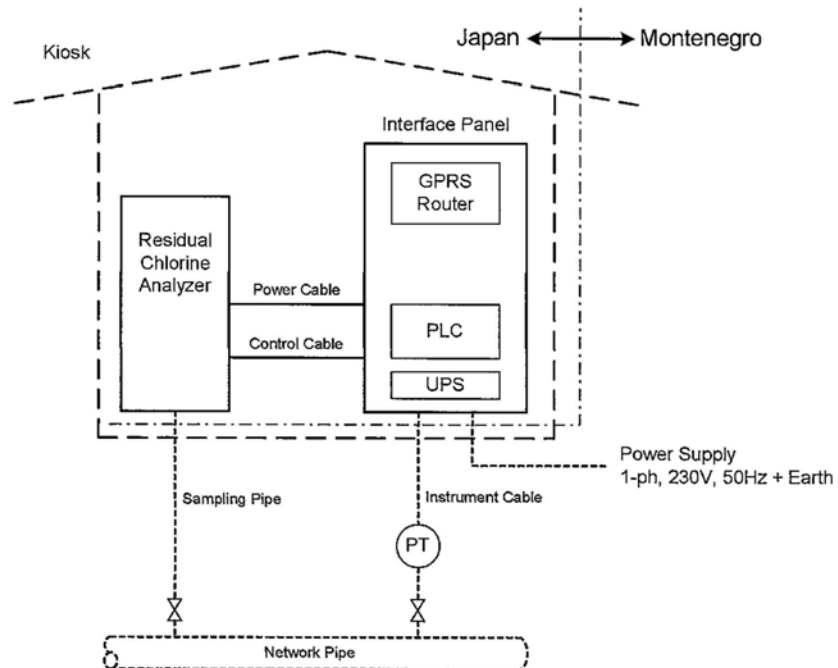 Japan Montenegro
Kiosk
Interface Panel
GPRS
Router
Residual
Chlorine
Analyzer
Power Cable
PLC
Control Cable
UPS
Power Supply
1-ph, 230V, 50Hz + Earth
Sampling Pipe
Instrument Cable
PT
Network Pipe